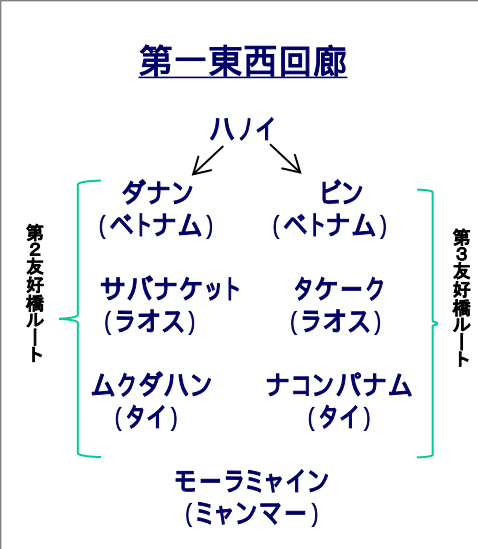 第一東西回廊
ハノイ
ダナン
(ベトナム)
ビン
(ベトナム)
サバナケット
(ラオス)
タケーク
(ラオス)
ムクダハン
(タイ)
ナコンパナム
(タイ)
モーラミャイン
(ミャンマー)
第2友好橋ルート
第3友好橋ルート